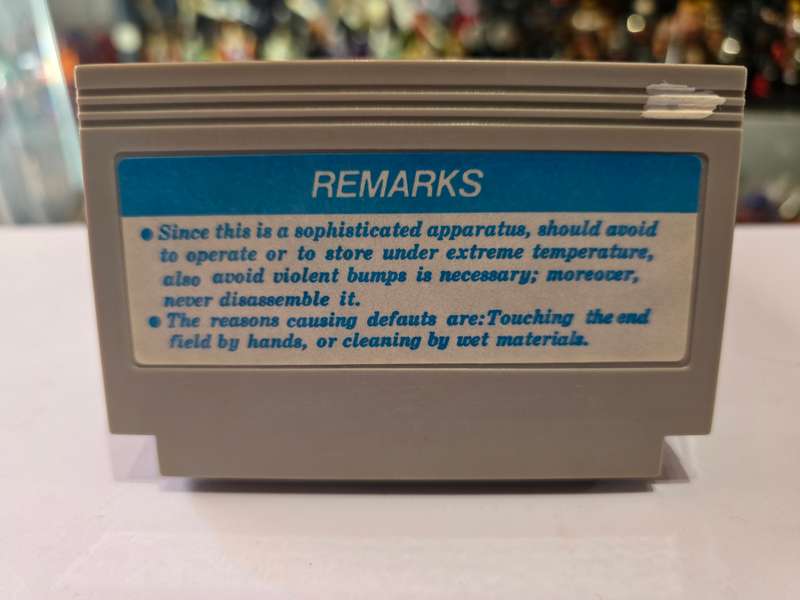 REMARKS
● Since this is a sophisticated apparatus, should avoid
to operate or to store under extreme temperature,
also avoid violent bumps is necessary; moreover,
never disassemble it.
● The reasons causing defauts are:Touching the end
field by hands, or cleaning by wet materials.